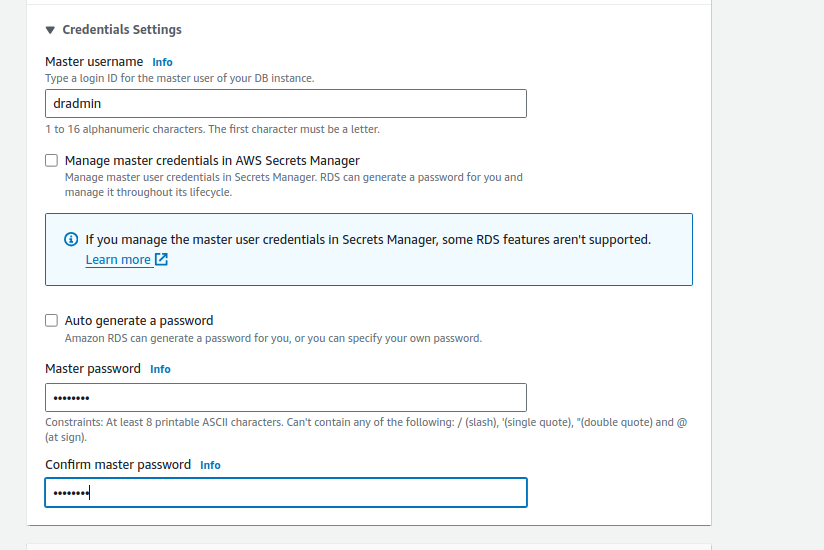 Credentials Settings
Master username Info
Type a login ID for the master user of your DB instance.
dradmin
1 to 16 alphanumeric characters. The first character must be a letter.
Manage master credentials in AWS Secrets Manager
Manage master user credentials in Secrets Manager. RDS can generate a password for you and
manage it throughout its lifecycle.
If you manage the master user credentials in Secrets Manager, some RDS features aren't supported.
Learn more
Auto generate a password
Amazon RDS can generate a password for you, or you can specify your own password.
Master password Info
••••••••
Constraints: At least 8 printable ASCII characters. Can't contain any of the following: / (slash), '(single quote), "(double quote) and @
(at sign).
Confirm master password Info
••••••••